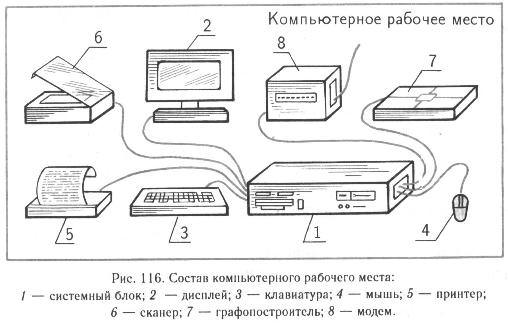 Компьютерное рабочее место
6
2
8
7
5
3
1
4
Рис. 116. Состав компьютерного рабочего места:
1 — системный блок; 2 — дисплей; 3 — клавиатура; 4 — мышь; 5 — принтер;
6 — сканер; 7 — графопостроитель; 8 — модем.